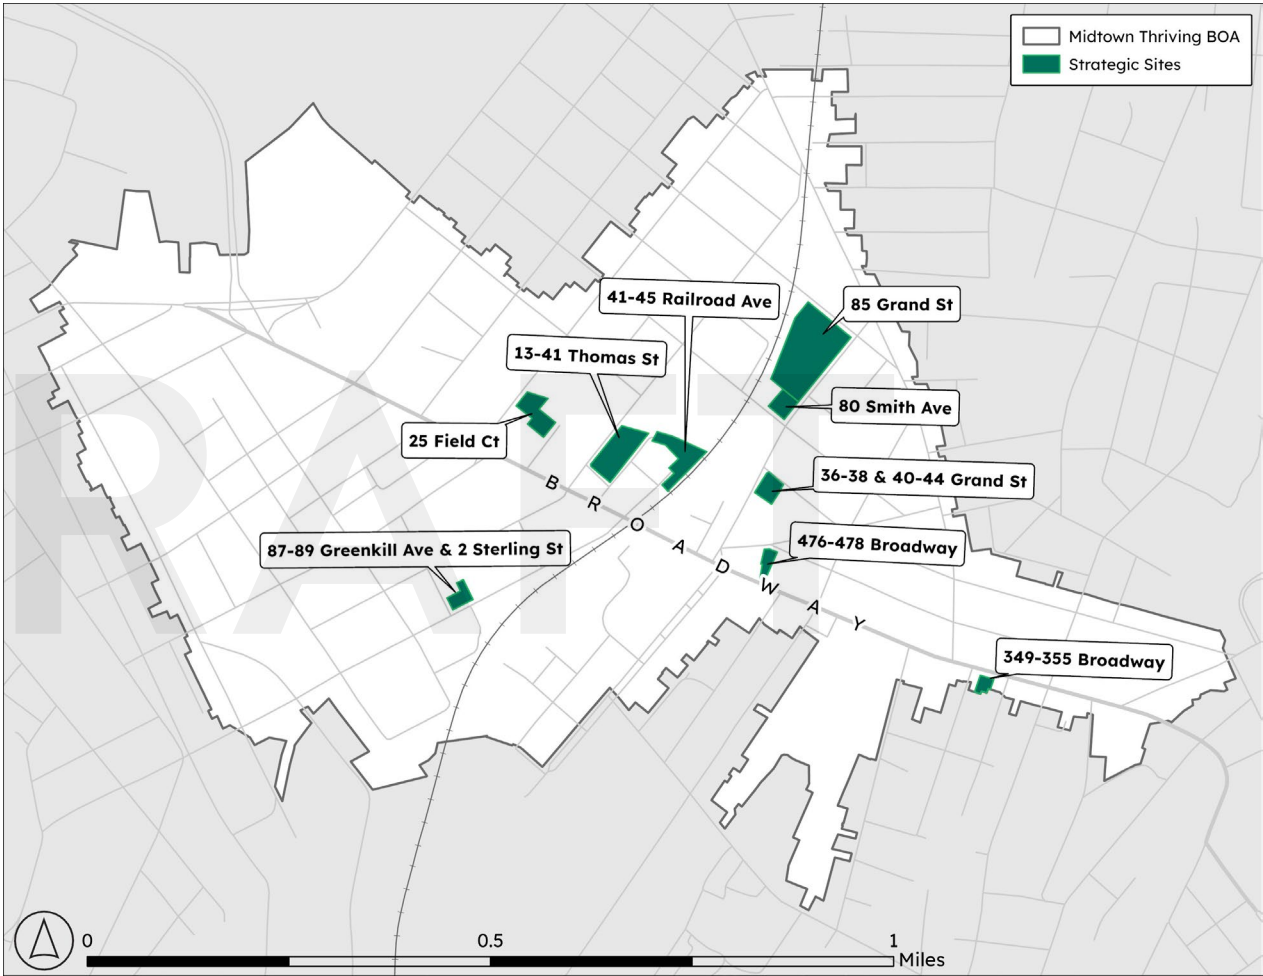 Midtown Thriving BOA
Strategic Sites
41-45 Railroad Ave
85 Grand St
13-41 Thomas St
80 Smith Ave
25 Field Ct
36-38 & 40-44 Grand St
BROADWAY
476-478 Broadway
87-89 Greenkill Ave & 2 Sterling St
349-355 Broadway
RAFT
0 0.5 1
Miles